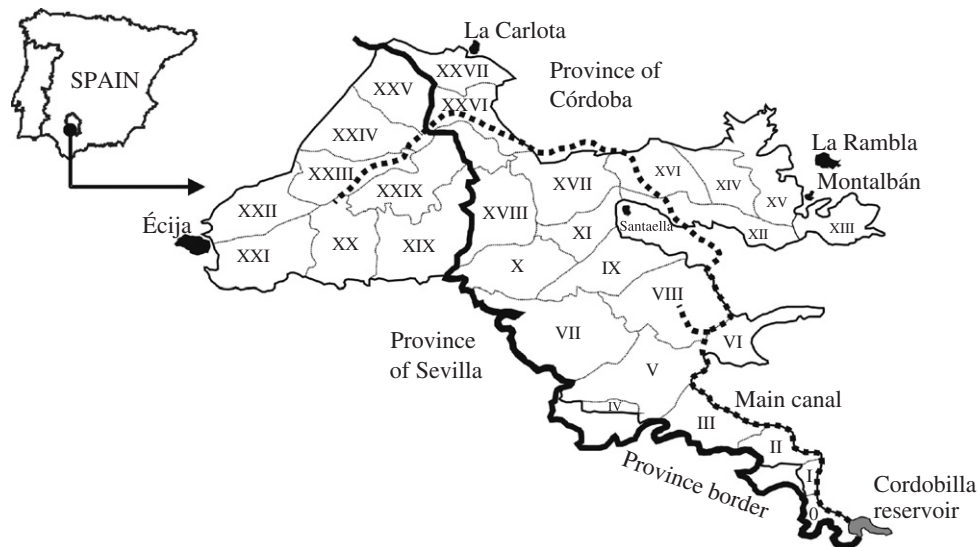 La Carlota
SPAIN
XXVII
Province of
Córdoba
XXV
XXVI
XXIV
La Rambla
XXIII
XVII
XVI
XIV
Montalbán
XXIX
XV
XXII
XVIII
Écija
Santaella
XII
XIII
XI
XXI
XX
XIX
X
IX
VIII
Province
of Sevilla
VII
VI
V
IV
Main canal
III
II
Province border
I
0
Cordobilla
reservoir